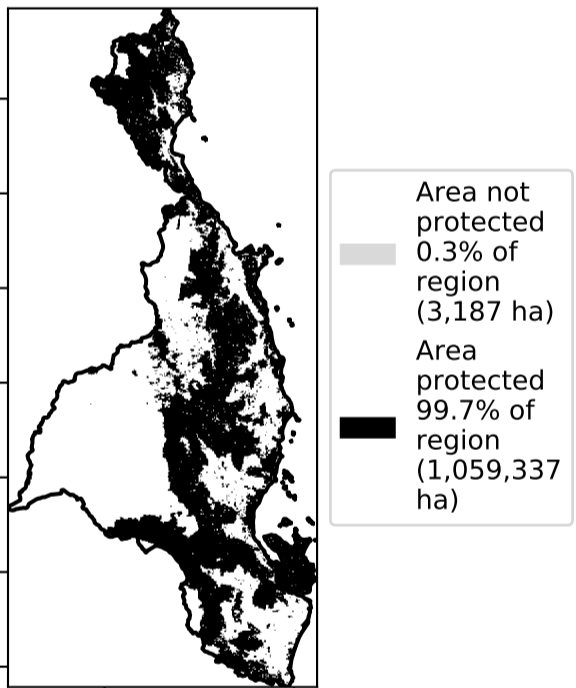 Area not
protected
0.3% of
region
(3,187 ha)
Area
protected
99.7% of
region
(1,059,337
ha)